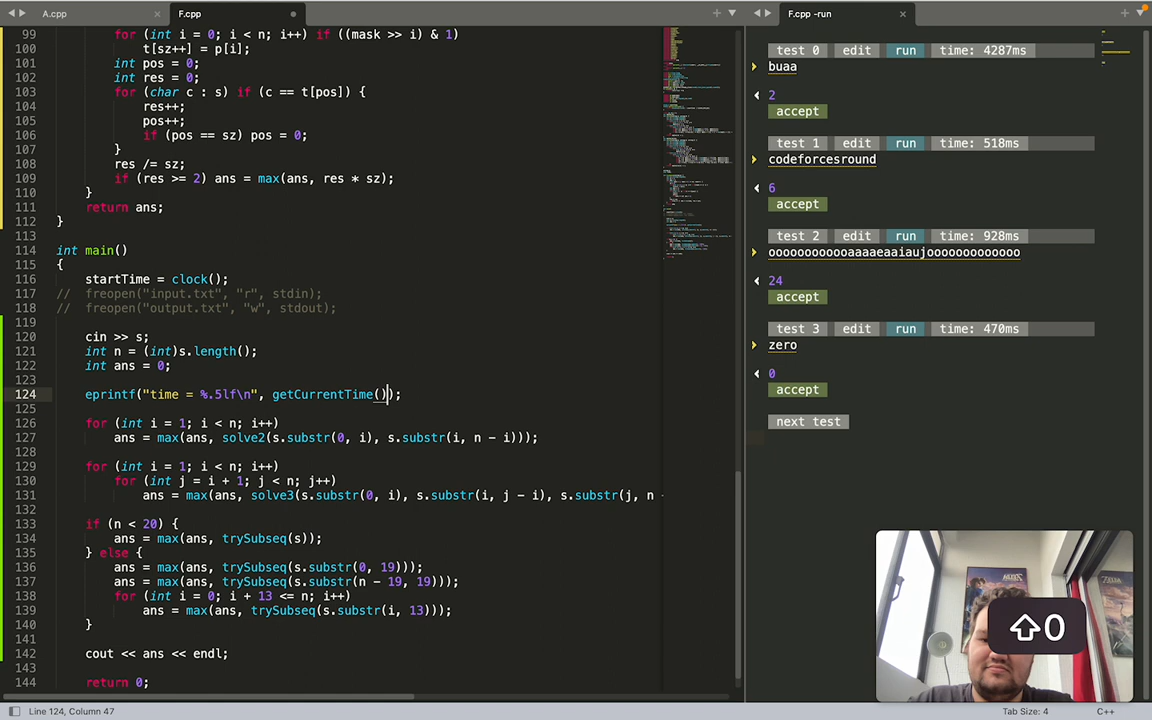 A.cpp × F.cpp
F.cpp -run ×
99 for (int i = 0; i < n; i++) if ((mask >> i) & 1)
100 t[sz++] = p[i];
101 int pos = 0;
102 int res = 0;
103 for (char c : s) if (c == t[pos]) {
104 res++;
105 pos++;
106 if (pos == sz) pos = 0;
107 }
108 res /= sz;
109 if (res >= 2) ans = max(ans, res * sz);
110 }
111 return ans;
112 }
113
114 int main()
115 {
116 startTime = clock();
117 // freopen("input.txt", "r", stdin);
118 // freopen("output.txt", "w", stdout);
119
120 cin >> s;
121 int n = (int)s.length();
122 int ans = 0;
123
124 eprintf("time = %.5lf\n", getCurrentTime());
125
126 for (int i = 1; i < n; i++)
127 ans = max(ans, solve2(s.substr(0, i), s.substr(i, n - i)));
128
129 for (int i = 1; i < n; i++)
130 for (int j = i + 1; j < n; j++)
131 ans = max(ans, solve3(s.substr(0, i), s.substr(i, j - i), s.substr(j, n -
132
133 if (n < 20) {
134 ans = max(ans, trySubseq(s));
135 } else {
136 ans = max(ans, trySubseq(s.substr(0, 19)));
137 ans = max(ans, trySubseq(s.substr(n - 19, 19)));
138 for (int i = 0; i + 13 <= n; i++)
139 ans = max(ans, trySubseq(s.substr(i, 13)));
140 }
141
142 cout << ans << endl;
143
144 return 0;
test 0 edit run time: 4287ms
buaa
2
accept
test 1 edit run time: 518ms
codeforcesround
6
accept
test 2 edit run time: 928ms
oooooooooooaaaaeaaiaujooooooooooooo
24
accept
test 3 edit run time: 470ms
zero
0
accept
next test
⇧0
Line 124, Column 47
Tab Size: 4
C++